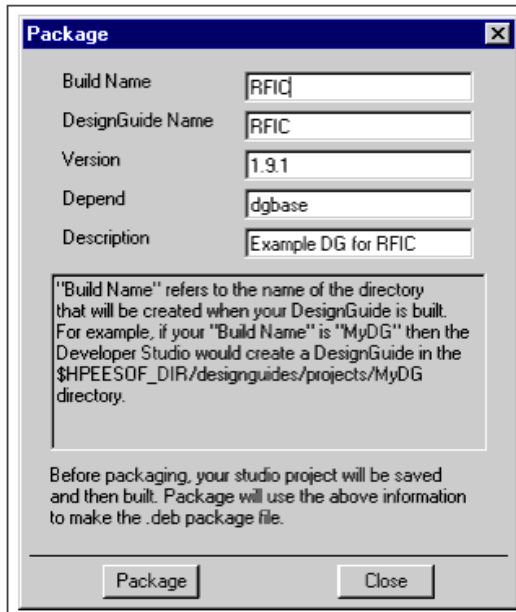 Package
Build Name RFIC
DesignGuide Name RFIC
Version 1.9.1
Depend dgbase
Description Example DG for RFIC
"Build Name" refers to the name of the directory
that will be created when your DesignGuide is built.
For example, if your "Build Name" is "MyDG" then the
Developer Studio would create a DesignGuide in the
$HPEESOF_DIR/designguides/projects/MyDG
directory.
Before packaging, your studio project will be saved
and then built. Package will use the above information
to make the .deb package file.
Package Close